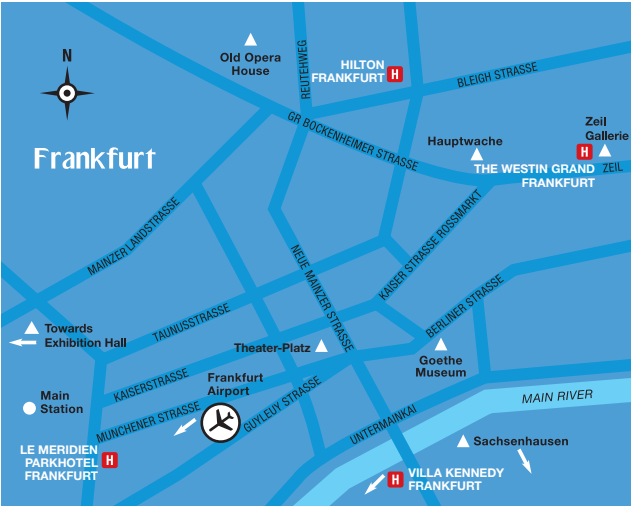 N
Old Opera
House
REUTEHWEG
HILTON
FRANKFURT
H
BLEIGH STRASSE
GR BOCKENHEIMER STRASSE
Hauptwache
Zeil
Gallerie
H
THE WESTIN GRAND
FRANKFURT
ZEIL
Frankfurt
MAINZER LANDSTRASSE
NEUE MAINZER STRASSE
KAISER STRASSE ROSSMARKT
TAUNUSSTRASSE
BERLINER STRASSE
Towards
Exhibition Hall
Theater-Platz
Goethe
Museum
KAISERSTRASSE
Frankfurt
Airport
Main
Station
MUNCHENER STRASSE
GUYLEUY STRASSE
UNTERMAINKAI
MAIN RIVER
LE MERIDIEN
PARKHOTEL
FRANKFURT
H
Sachsenhausen
H
VILLA KENNEDY
FRANKFURT